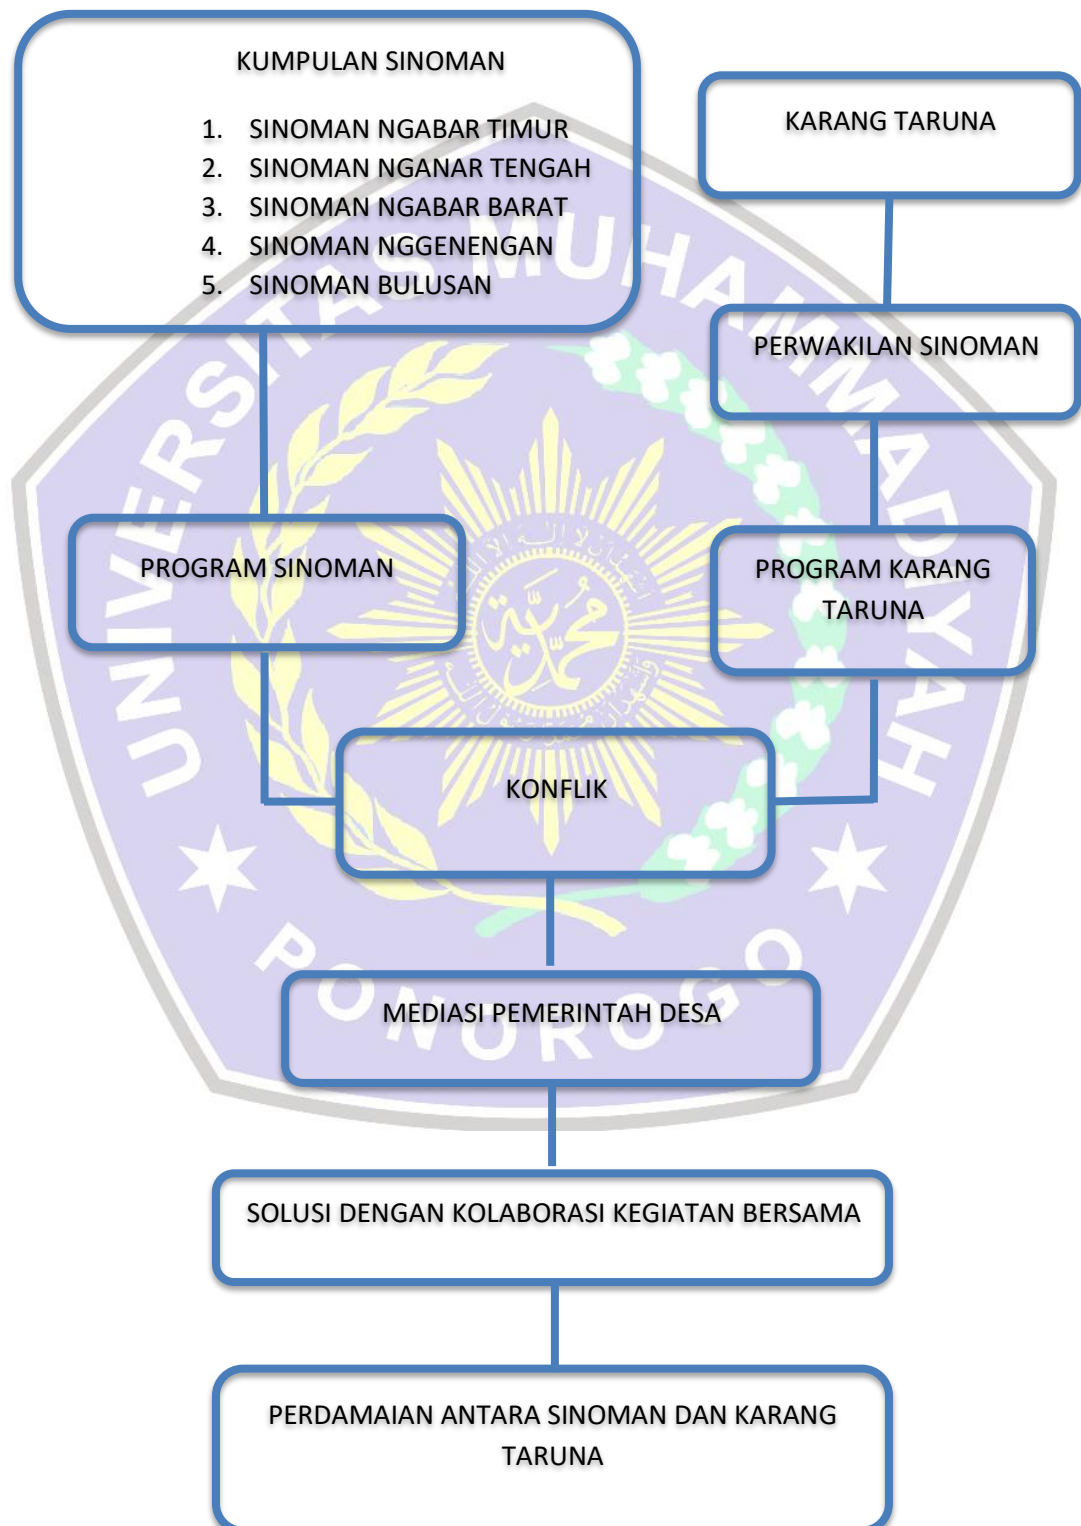 KUMPULAN SINOMAN
1. SINOMAN NGABAR TIMUR
2. SINOMAN NGANAR TENGAH
3. SINOMAN NGABAR BARAT
4. SINOMAN NGGENENGAN
5. SINOMAN BULUSAN
KARANG TARUNA
PERWAKILAN SINOMAN
PROGRAM SINOMAN
PROGRAM KARANG
TARUNA
KONFLIK
MEDIASI PEMERINTAH DESA
SOLUSI DENGAN KOLABORASI KEGIATAN BERSAMA
PERDAMAIAN ANTARA SINOMAN DAN KARANG
TARUNA
UNIVERSITAS MUHAMMADIYAH
PONOROGO
محمدية